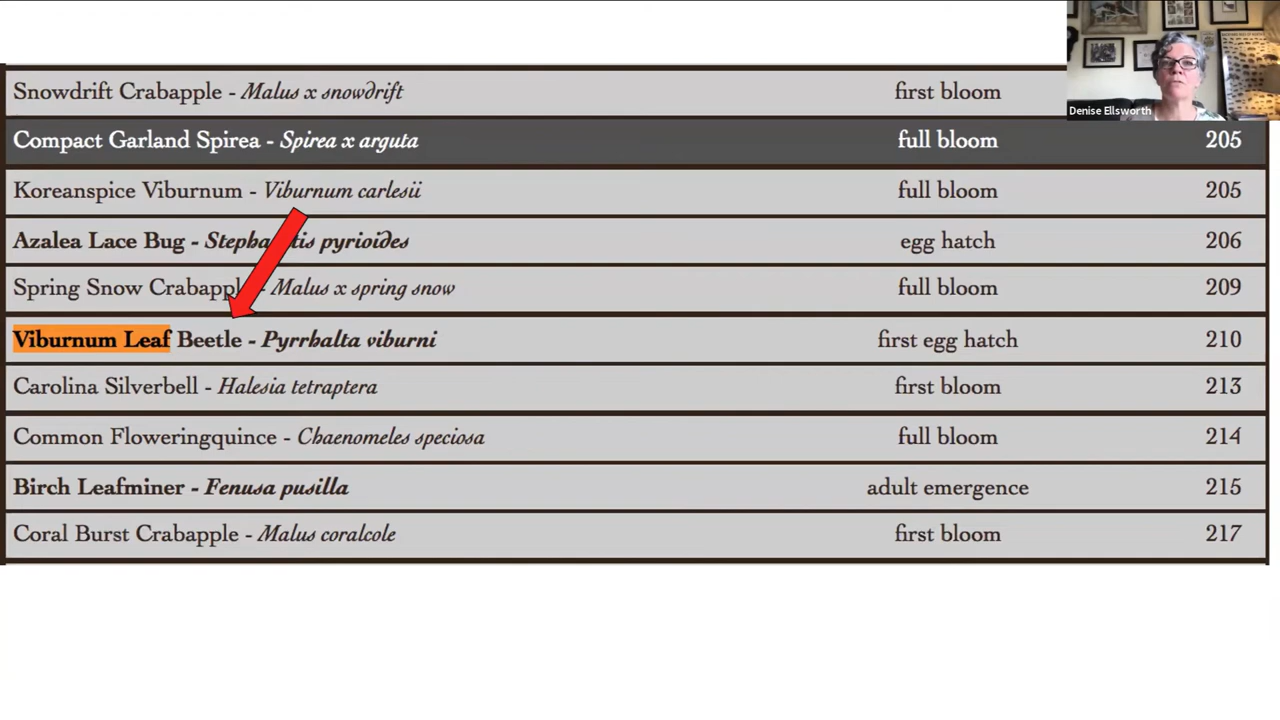 Snowdrift Crabapple - Malus x snowdrift first bloom
Denise Ellsworth
Compact Garland Spirea - Spirea x arguta full bloom 205
Koreanspice Viburnum - Viburnum carlesii full bloom 205
Azalea Lace Bug - pyrioides egg hatch 206
Spring Snow - Malus x spring snow full bloom 209
Viburnum Leaf Beetle - Pyrrhalta viburni first egg hatch 210
Carolina Silverbell - Halesia tetraptera first bloom 213
Common Floweringquince - Chaenomeles speciosa full bloom 214
Birch Leafminer - Fenusa pusilla adult emergence 215
Coral Burst Crabapple - Malus coralcole first bloom 217